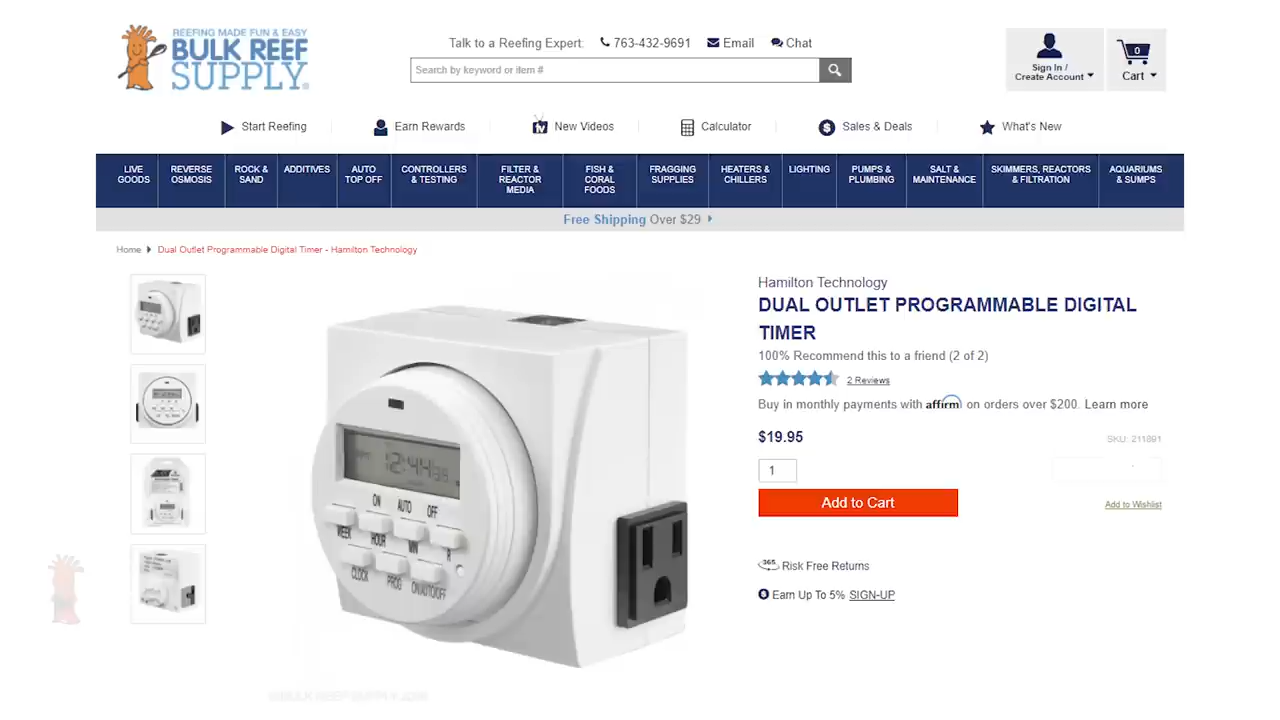 REEFING MADE FUN & EASY
BULK REEF
SUPPLY
Talk to a Reefing Expert: 763-432-9691 Email Chat
Search by keyword or item #
Sign In /
Create Account
0
Cart
Start Reefing
Earn Rewards
tv
New Videos
Calculator
Sales & Deals
What's New
LIVE
GOODS
REVERSE
OSMOSIS
ROCK &
SAND
ADDITIVES
AUTO
TOP OFF
CONTROLLERS
& TESTING
FILTER &
REACTOR
MEDIA
FISH &
CORAL
FOODS
FRAGGING
SUPPLIES
HEATERS &
CHILLERS
LIGHTING
PUMPS &
PLUMBING
SALT &
MAINTENANCE
SKIMMERS, REACTORS
& FILTRATION
AQUARIUMS
& SUMPS
Free Shipping Over $29
Home Dual Outlet Programmable Digital Timer - Hamilton Technology
Hamilton Technology
DUAL OUTLET PROGRAMMABLE DIGITAL
TIMER
100% Recommend this to a friend (2 of 2)
2 Reviews
Buy in monthly payments with affirm on orders over $200. Learn more
$19.95
SKU: 211891
1
Add to Cart
Add to Wishlist
365 Risk Free Returns
$ Earn Up To 5% SIGN-UP
12:44
ON AUTO OFF
WEEK HOUR MIN R
CLOCK PROG ON/AUTO/OFF
©BULKREEFSUPPLY.COM